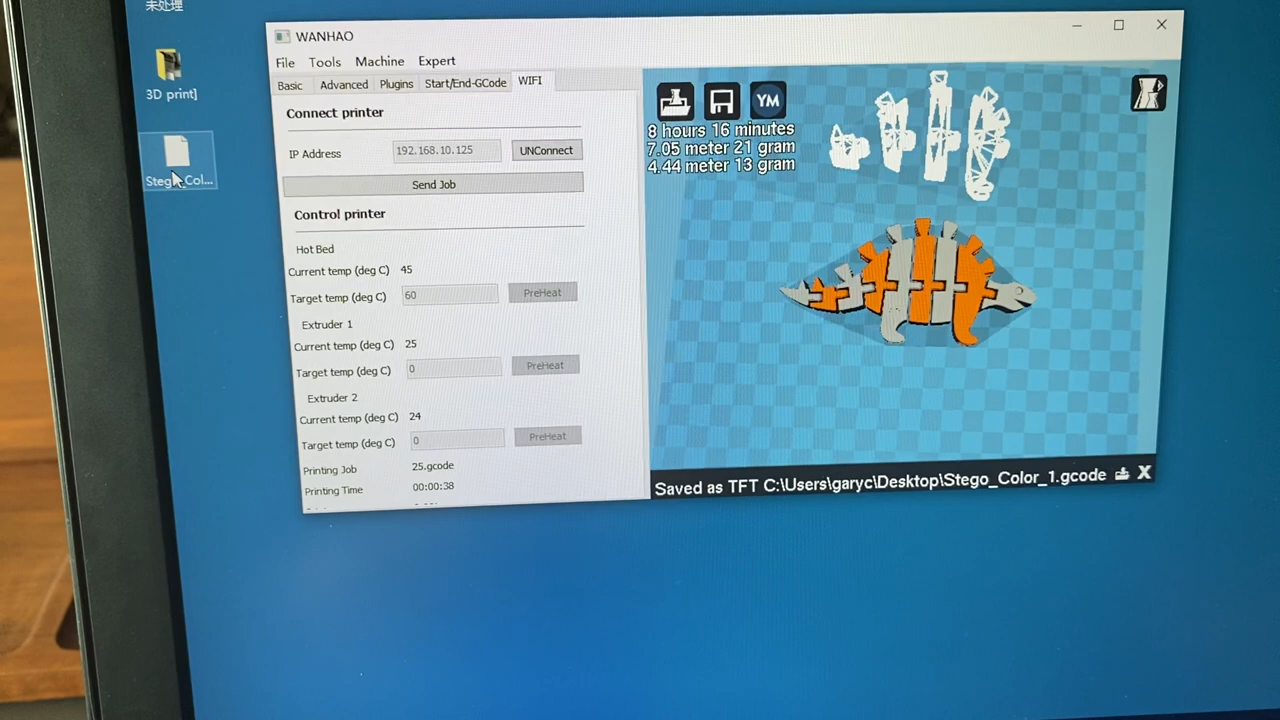 未处理
3D print]
Stego_Col...
WANHAO
File Tools Machine Expert
Basic Advanced Plugins Start/End-GCode WIFI
Connect printer
IP Address 192.168.10.125 UNConnect
Send Job
Control printer
Hot Bed
Current temp (deg C) 45
Target temp (deg C) 60 PreHeat
Extruder 1
Current temp (deg C) 25
Target temp (deg C) 0 PreHeat
Extruder 2
Current temp (deg C) 24
Target temp (deg C) 0 PreHeat
Printing Job 25.gcode
Printing Time 00:00:38
YM
8 hours 16 minutes
7.05 meter 21 gram
4.44 meter 13 gram
Saved as TFT C:\Users\garyc\Desktop\Stego_Color_1.gcode